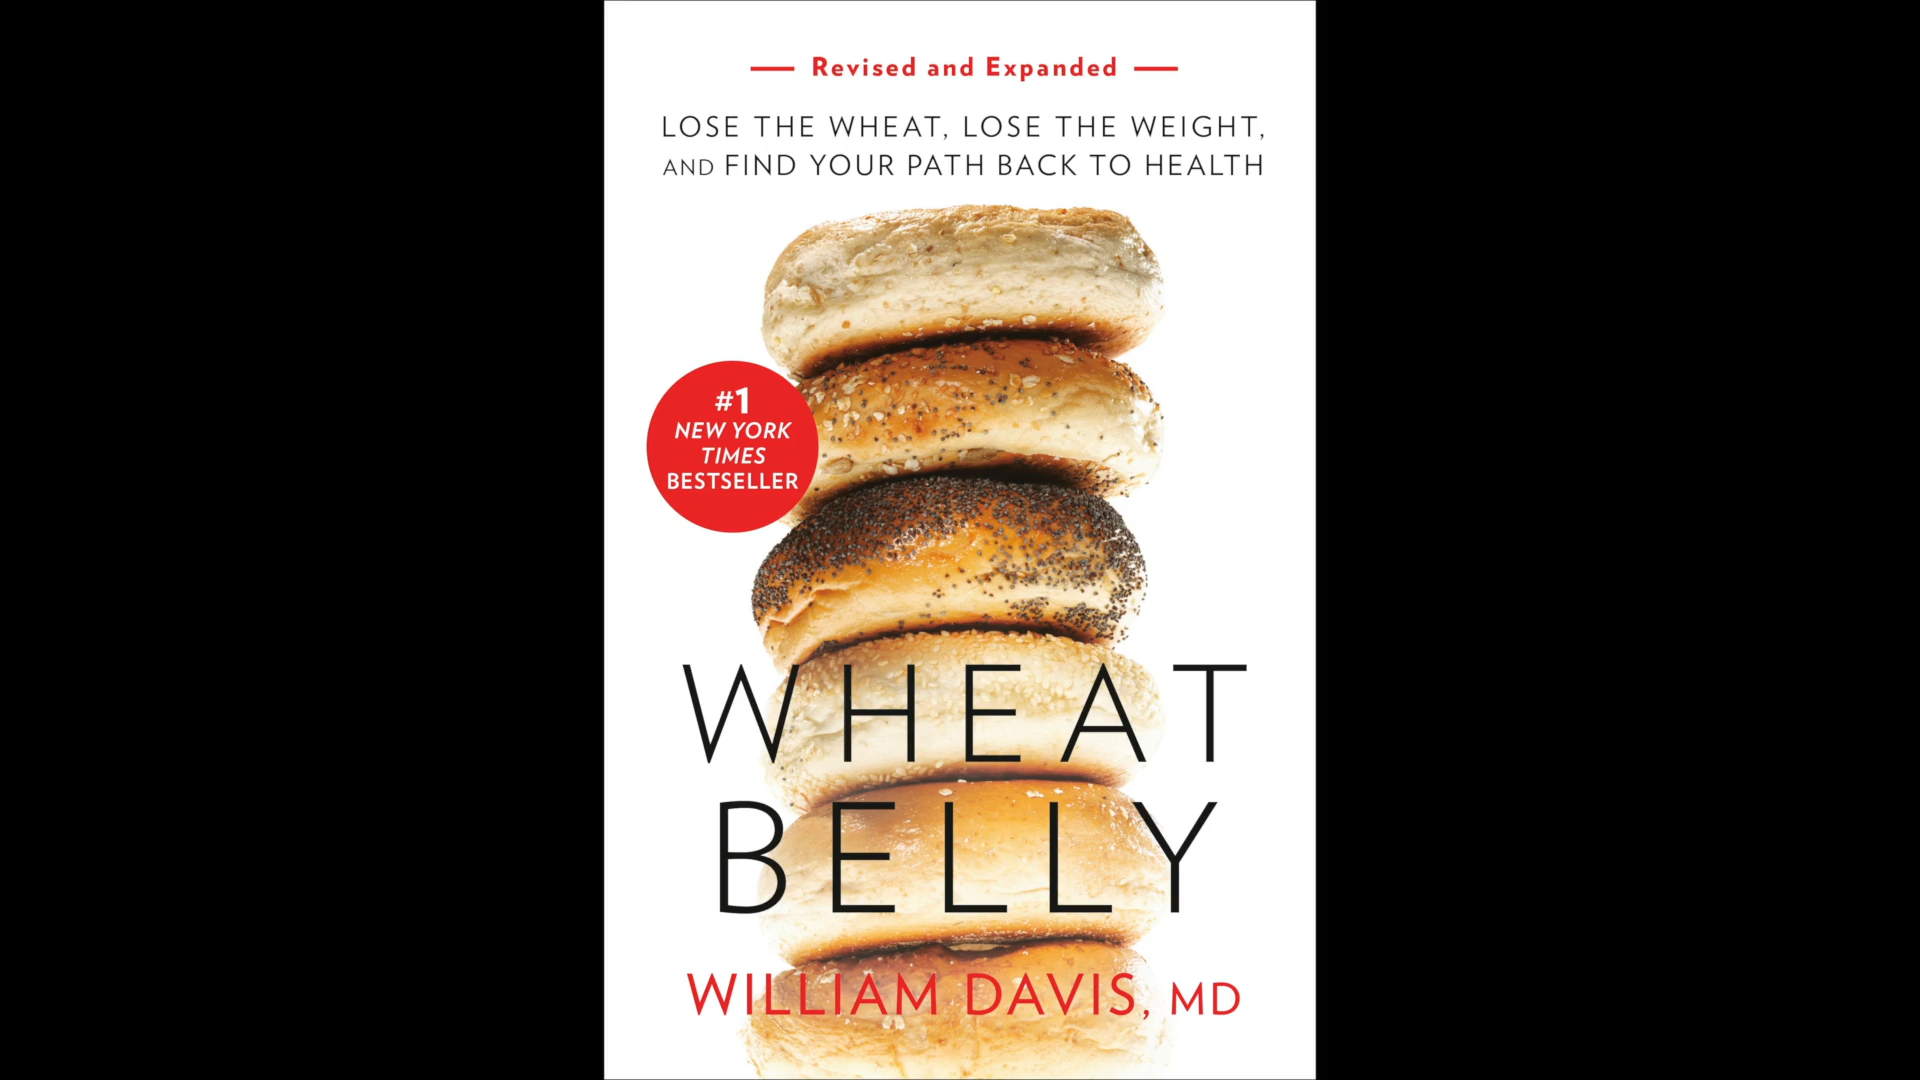 Revised and Expanded
LOSE THE WHEAT, LOSE THE WEIGHT,
AND FIND YOUR PATH BACK TO HEALTH
#1
NEW YORK
TIMES
BESTSELLER
WHEAT
BELLY
WILLIAM DAVIS, MD